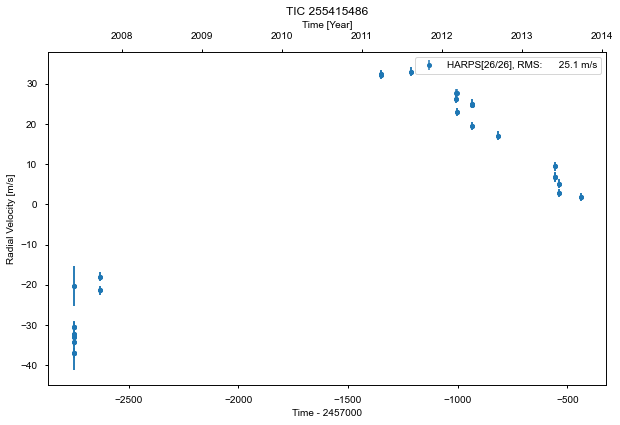 TIC 255415486
Time [Year]
2008 2009 2010 2011 2012 2013 2014
HARPS[26/26], RMS: 25.1 m/s
Radial Velocity [m/s]
30
20
10
0
−10
−20
−30
−40
−2500 −2000 −1500 −1000 −500
Time - 2457000